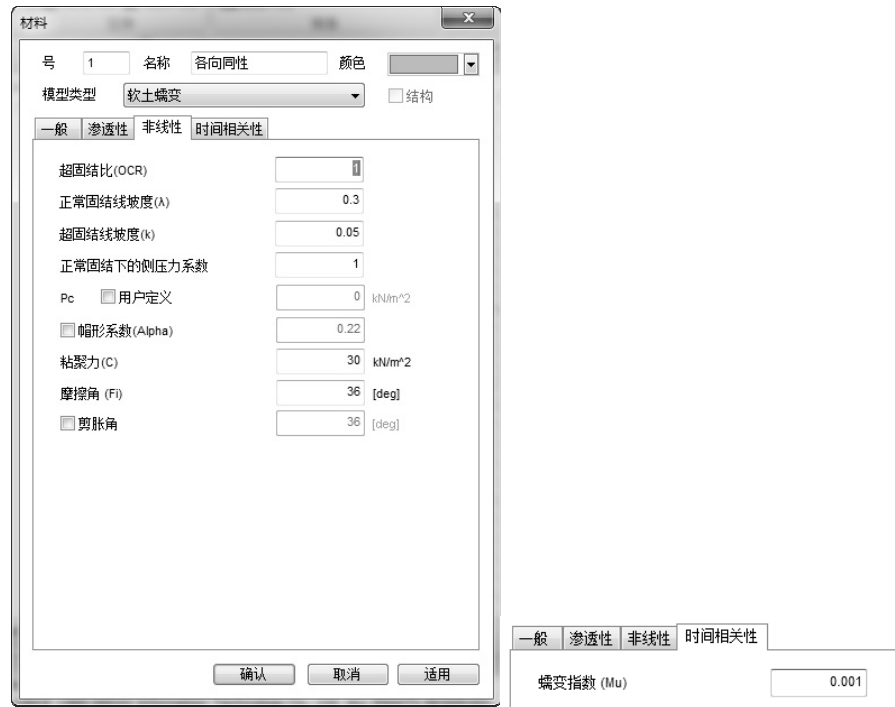 材料
号 1 名称 各向同性 颜色
模型类型 软土蠕变 结构
一般 渗透性 非线性 时间相关性
超固结比(OCR) 1
正常固结线坡度(λ) 0.3
超固结线坡度(k) 0.05
正常固结下的侧压力系数 1
Pc 用户定义 0 kN/m^2
帽形系数(Alpha) 0.22
粘聚力(C) 30 kN/m^2
摩擦角 (Fi) 36 [deg]
剪胀角 36 [deg]
确认 取消 适用
一般 渗透性 非线性 时间相关性
蠕变指数 (Mu) 0.001